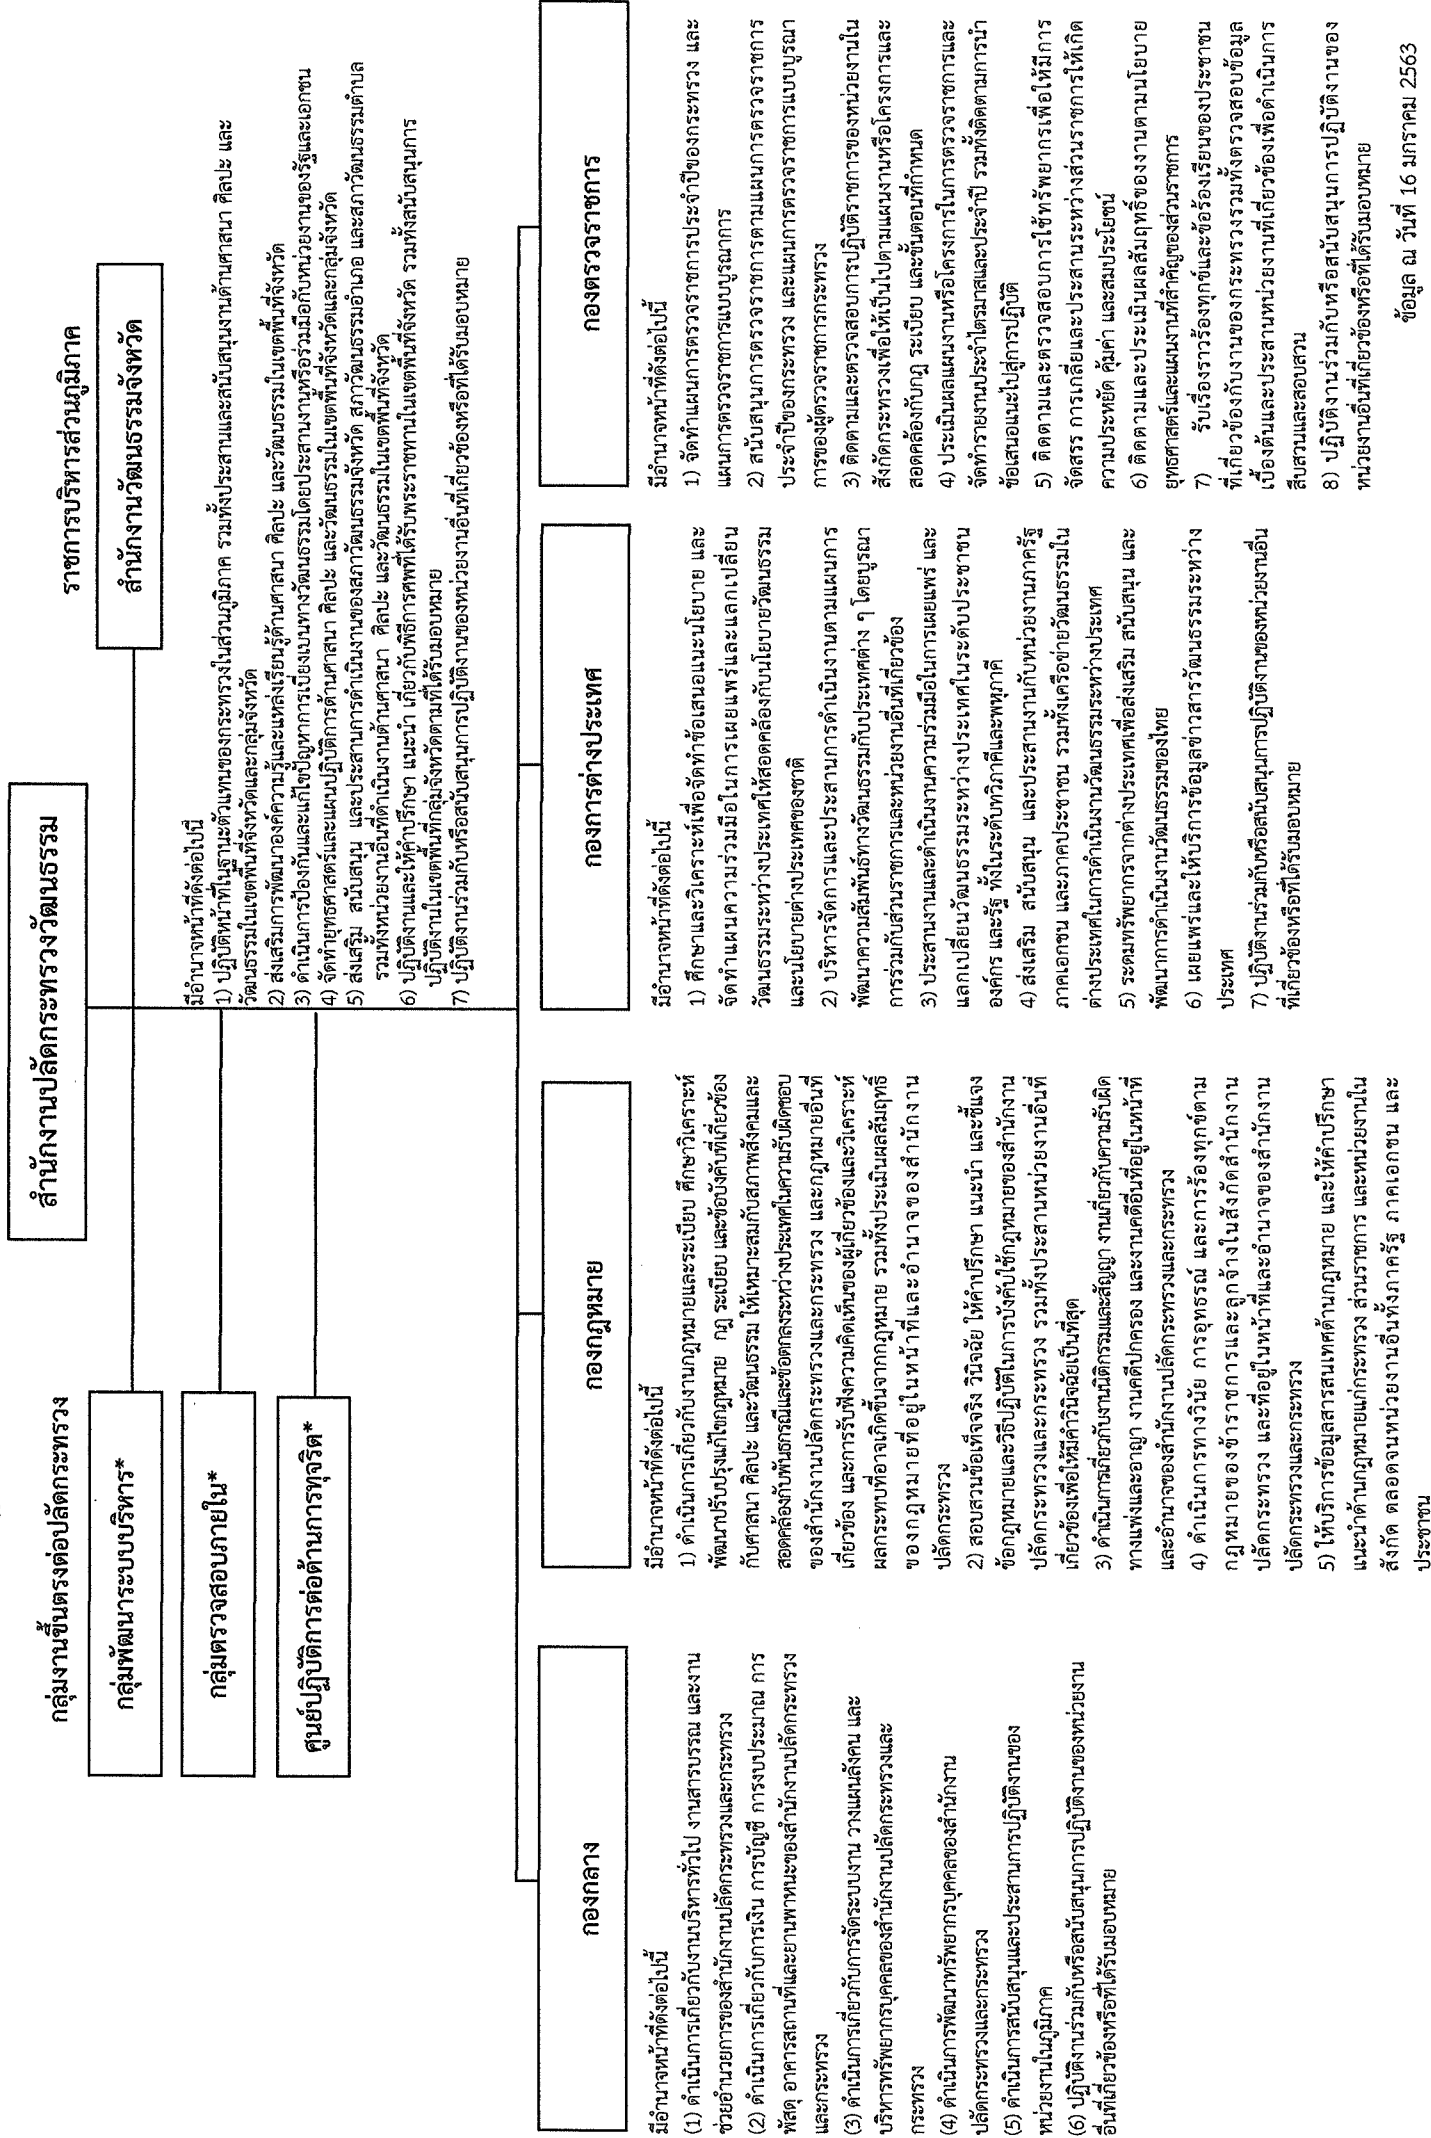 สำนักงานปลัดกระทรวงวัฒนธรรม
กลุ่มงานขึ้นตรงต่อปลัดกระทรวง
กลุ่มพัฒนาระบบบริหาร*
กลุ่มตรวจสอบภายใน*
ศูนย์ปฏิบัติการต่อต้านการทุจริต*
ราชการบริหารส่วนภูมิภาค
สำนักงานวัฒนธรรมจังหวัด
มีอำนาจหน้าที่ดังต่อไปนี้
1) ปฏิบัติหน้าที่ในฐานะตัวแทนของกระทรวงในส่วนภูมิภาค รวมทั้งประสานและสนับสนุนงานด้านศาสนา ศิลปะ และ
วัฒนธรรมในเขตพื้นที่จังหวัดและกลุ่มจังหวัด
2) ส่งเสริมการพัฒนาองค์ความรู้และแหล่งเรียนรู้ด้านศาสนา ศิลปะ และวัฒนธรรมในเขตพื้นที่จังหวัด
3) ดำเนินการป้องกันและแก้ไขปัญหาการเบี่ยงเบนทางวัฒนธรรมโดยประสานงานหรือร่วมมือกับหน่วยงานของรัฐและเอกชน
4) จัดทำยุทธศาสตร์และแผนปฏิบัติการด้านศาสนา ศิลปะ และวัฒนธรรมในเขตพื้นที่จังหวัดและกลุ่มจังหวัด
5) ส่งเสริม สนับสนุน และประสานการดำเนินงานของสภาวัฒนธรรมจังหวัด สภาวัฒนธรรมอำเภอ และสภาวัฒนธรรมตำบล
รวมทั้งหน่วยงานอื่นที่ดำเนินงานด้านศาสนา ศิลปะ และวัฒนธรรมในเขตพื้นที่จังหวัด
6) ปฏิบัติงานและให้คำปรึกษา แนะนำ เกี่ยวกับพิธีการศพที่ได้รับพระราชทานในเขตพื้นที่จังหวัด รวมทั้งสนับสนุนการ
ปฏิบัติงานในเขตพื้นที่กลุ่มจังหวัดตามที่ได้รับมอบหมาย
7) ปฏิบัติงานร่วมกับหรือสนับสนุนการปฏิบัติงานของหน่วยงานอื่นที่เกี่ยวข้องหรือที่ได้รับมอบหมาย
กองกลาง
มีอำนาจหน้าที่ดังต่อไปนี้
(1) ดำเนินการเกี่ยวกับงานบริหารทั่วไป งานสารบรรณ และงาน
ช่วยอำนวยการของสำนักงานปลัดกระทรวงและกระทรวง
(2) ดำเนินการเกี่ยวกับการเงิน การบัญชี การงบประมาณ การ
พัสดุ อาคารสถานที่และยานพาหนะของสำนักงานปลัดกระทรวง
และกระทรวง
(3) ดำเนินการเกี่ยวกับการจัดระบบงาน วางแผนลังคน และ
บริหารทรัพยากรบุคคลของสำนักงานปลัดกระทรวงและ
กระทรวง
(4) ดำเนินการพัฒนาทรัพยากรบุคคลของสำนักงาน
ปลัดกระทรวงและกระทรวง
(5) ดำเนินการสนับสนุนและประสานการปฏิบัติงานของ
หน่วยงานในภูมิภาค
(6) ปฏิบัติงานร่วมกับหรือสนับสนุนการปฏิบัติงานของหน่วยงาน
อื่นที่เกี่ยวข้องหรือที่ได้รับมอบหมาย
กองกฎหมาย
มีอำนาจหน้าที่ดังต่อไปนี้
1) ดำเนินการเกี่ยวกับงานกฎหมายและระเบียบ ศึกษาวิเคราะห์
พัฒนาปรับปรุงแก้ไขกฎหมาย กฎ ระเบียบ และข้อบังคับที่เกี่ยวข้อง
กับศาสนา ศิลปะ และวัฒนธรรม ให้เหมาะสมกับสภาพสังคมและ
สอดคล้องกับพันธกรณีและข้อตกลงระหว่างประเทศในความรับผิดชอบ
ของสำนักงานปลัดกระทรวงและกระทรวง และกฎหมายอื่นที่
เกี่ยวข้อง และการรับฟังความคิดเห็นของผู้เกี่ยวข้องและวิเคราะห์
ผลกระทบที่อาจเกิดขึ้นจากกฎหมาย รวมทั้งประเมินผลสัมฤทธิ์
ของกฎหมายที่อยู่ในหน้าที่และอำนาจของสำนักงาน
ปลัดกระทรวง
2) สอบสวนข้อเท็จจริง วินิจฉัย ให้คำปรึกษา แนะนำ และชี้แจง
ข้อกฎหมายและวิธีปฏิบัติในการบังคับใช้กฎหมายของสำนักงาน
ปลัดกระทรวงและกระทรวง รวมทั้งประสานหน่วยงานอื่นที่
เกี่ยวข้องเพื่อให้มีคำวินิจฉัยเป็นที่สุด
3) ดำเนินการเกี่ยวกับงานนิติกรรมและสัญญา งานเกี่ยวกับความรับผิด
ทางแพ่งและอาญา งานคดีปกครอง และงานคดีอื่นที่อยู่ในหน้าที่
และอำนาจของสำนักงานปลัดกระทรวงและกระทรวง
4) ดำเนินการทางวินัย การอุทธรณ์ และการร้องทุกข์ตาม
กฎหมายของข้าราชการและลูกจ้างในสังกัดสำนักงาน
ปลัดกระทรวง และที่อยู่ในหน้าที่และอำนาจของสำนักงาน
ปลัดกระทรวงและกระทรวง
5) ให้บริการข้อมูลสารสนเทศด้านกฎหมาย และให้คำปรึกษา
แนะนำด้านกฎหมายแก่กระทรวง ส่วนราชการ และหน่วยงานใน
สังกัด ตลอดจนหน่วยงานอื่นทั้งภาครัฐ ภาคเอกชน และ
ประชาชน
กองการต่างประเทศ
มีอำนาจหน้าที่ดังต่อไปนี้
1) ศึกษาและวิเคราะห์เพื่อจัดทำข้อเสนอแนะนโยบาย และ
จัดทำแผนความร่วมมือในการเผยแพร่และแลกเปลี่ยน
วัฒนธรรมระหว่างประเทศให้สอดคล้องกับนโยบายวัฒนธรรม
และนโยบายต่างประเทศของชาติ
2) บริหารจัดการและประสานการดำเนินงานตามแผนการ
พัฒนาความสัมพันธ์ทางวัฒนธรรมกับประเทศต่าง ๆ โดยบูรณา
การร่วมกับส่วนราชการและหน่วยงานอื่นที่เกี่ยวข้อง
3) ประสานงานและดำเนินงานความร่วมมือในการเผยแพร่ และ
แลกเปลี่ยนวัฒนธรรมระหว่างประเทศในระดับประชาชน
องค์กร และรัฐ ทั้งในระดับทวิภาคีและพหุภาคี
4) ส่งเสริม สนับสนุน และประสานงานกับหน่วยงานภาครัฐ
ภาคเอกชน และภาคประชาชน รวมทั้งเครือข่ายวัฒนธรรมใน
ต่างประเทศในการดำเนินงานวัฒนธรรมระหว่างประเทศ
5) ระดมทรัพยากรจากต่างประเทศเพื่อส่งเสริม สนับสนุน และ
พัฒนาการดำเนินงานวัฒนธรรมของไทย
6) เผยแพร่และให้บริการข้อมูลข่าวสารวัฒนธรรมระหว่าง
ประเทศ
7) ปฏิบัติงานร่วมกับหรือสนับสนุนการปฏิบัติงานของหน่วยงานอื่น
ที่เกี่ยวข้องหรือที่ได้รับมอบหมาย
กองตรวจราชการ
มีอำนาจหน้าที่ดังต่อไปนี้
1) จัดทำแผนการตรวจราชการประจำปีของกระทรวง และ
แผนการตรวจราชการแบบบูรณาการ
2) สนับสนุนการตรวจราชการตามแผนการตรวจราชการ
ประจำปีของกระทรวง และแผนการตรวจราชการแบบบูรณา
การของผู้ตรวจราชการกระทรวง
3) ติดตามและตรวจสอบการปฏิบัติราชการของหน่วยงานใน
สังกัดกระทรวงเพื่อให้เป็นไปตามแผนงานหรือโครงการและ
สอดคล้องกับกฎ ระเบียบ และขั้นตอนที่กำหนด
4) ประเมินผลแผนงานหรือโครงการในการตรวจราชการและ
จัดทำรายงานประจำไตรมาสและประจำปี รวมทั้งติดตามการนำ
ข้อเสนอแนะไปสู่การปฏิบัติ
5) ติดตามและตรวจสอบการใช้ทรัพยากรเพื่อให้มีการ
จัดสรร การเกลี่ยและประสานระหว่างส่วนราชการให้เกิด
ความประหยัด คุ้มค่า และสมประโยชน์
6) ติดตามและประเมินผลสัมฤทธิ์ของงานตามนโยบาย
ยุทธศาสตร์และแผนงานที่สำคัญของส่วนราชการ
7) รับเรื่องราวร้องทุกข์และข้อร้องเรียนของประชาชน
ที่เกี่ยวข้องกับงานของกระทรวงรวมทั้งตรวจสอบข้อมูล
เบื้องต้นและประสานหน่วยงานที่เกี่ยวข้องเพื่อดำเนินการ
สืบสวนและสอบสวน
8) ปฏิบัติงานร่วมกับหรือสนับสนุนการปฏิบัติงานของ
หน่วยงานอื่นที่เกี่ยวข้องหรือที่ได้รับมอบหมาย
ข้อมูล ณ วันที่ 16 มกราคม 2563